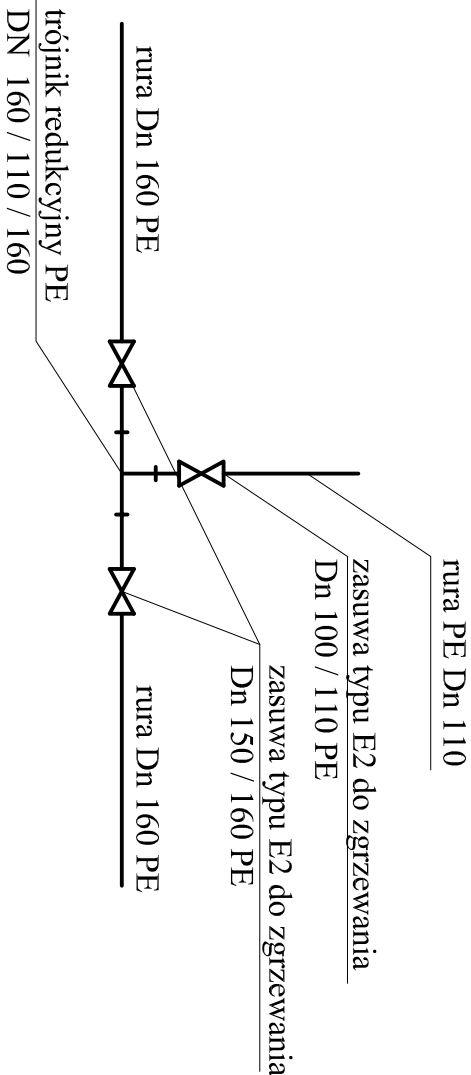 rura PE Dn 110
zasuwa typu E2 do zgrzewania
Dn 100 / 110 PE
zasuwa typu E2 do zgrzewania
Dn 150 / 160 PE
rura Dn 160 PE
rura Dn 160 PE
trójnik redukcyjny PE
DN 160 / 110 / 160